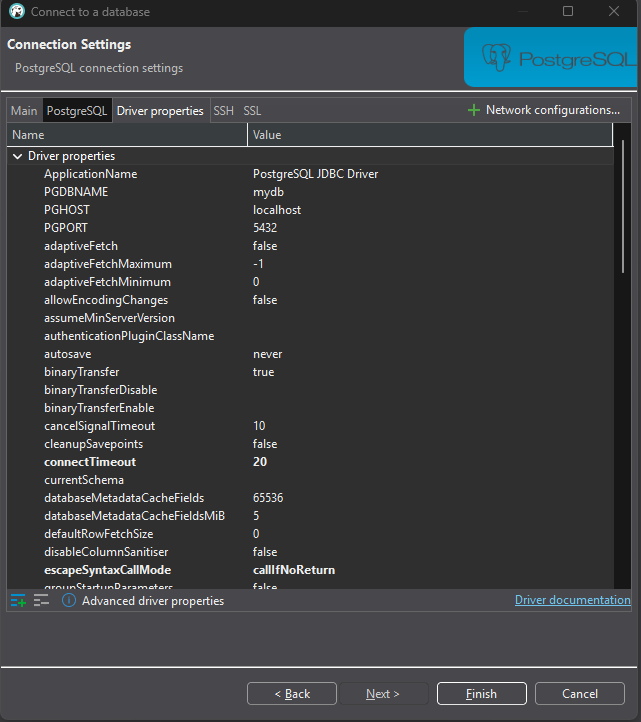 Connect to a database
Connection Settings
PostgreSQL connection settings
PostgreSQL
Main PostgreSQL Driver properties SSH SSL Network configurations...
Name Value
Driver properties
ApplicationName PostgreSQL JDBC Driver
PGDBNAME mydb
PGHOST localhost
PGPORT 5432
adaptiveFetch false
adaptiveFetchMaximum -1
adaptiveFetchMinimum 0
allowEncodingChanges false
assumeMinServerVersion
authenticationPluginClassName
autosave never
binaryTransfer true
binaryTransferDisable
binaryTransferEnable
cancelSignalTimeout 10
cleanupSavepoints false
connectTimeout 20
currentSchema
databaseMetadataCacheFields 65536
databaseMetadataCacheFieldsMiB 5
defaultRowFetchSize 0
disableColumnSanitiser false
escapeSyntaxCallMode callIfNoReturn
groupStartupParameters false
Advanced driver properties Driver documentation
< Back Next > Finish Cancel